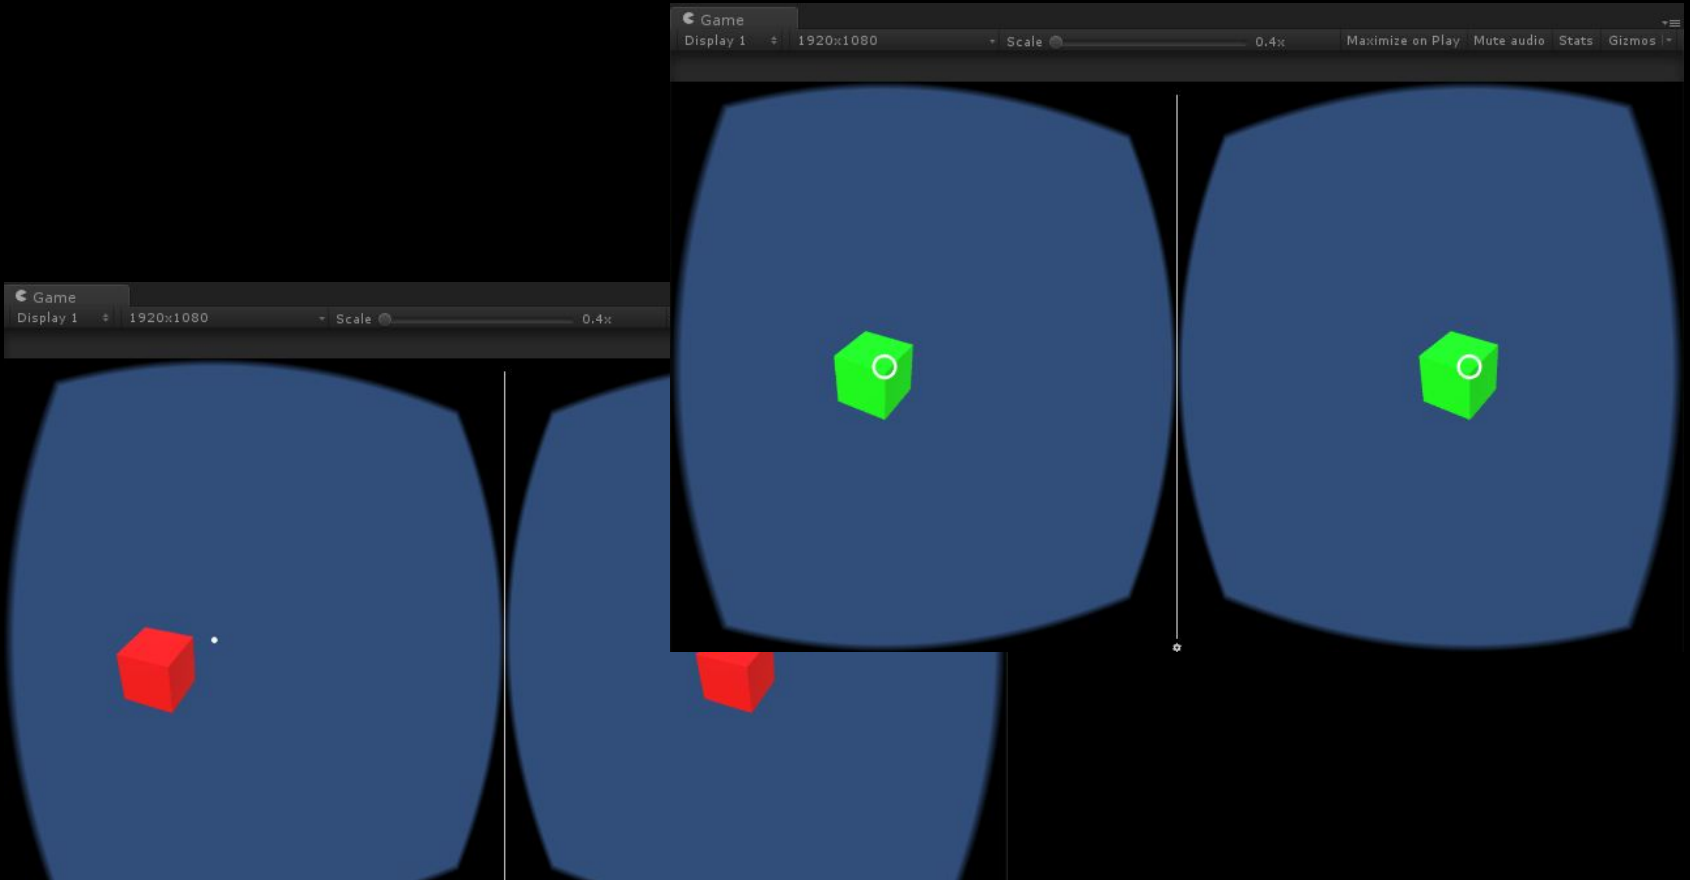 Game
Display 1 1920x1080 Scale 0.4x Maximize on Play Mute audio Stats Gizmos
Game
Display 1 1920x1080 Scale 0.4x